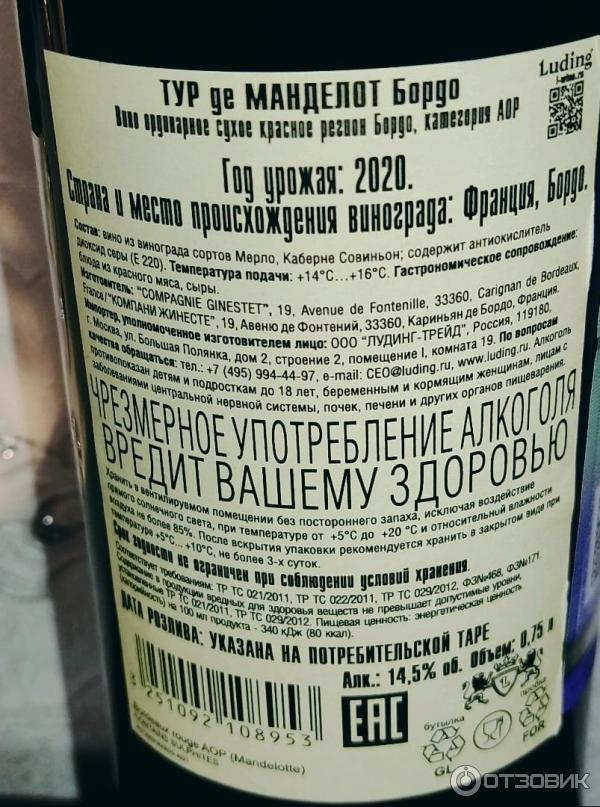 Luding
i-wine.ru
ТУР де МАНДЕЛОТ Бордо
Вино ординарное сухое красное регион Бордо, категория АОР
Год урожая: 2020.
Страна и место происхождения винограда: Франция, Бордо.
Состав: вино из винограда сортов Мерло, Каберне Совиньон; содержит антиокислитель
диоксид серы (Е 220). Температура подачи: +14°С...+16°С. Гастрономическое сопровождение:
блюда из красного мяса, сыры.
Изготовитель: "COMPAGNIE GINESTET", 19, Avenue de Fontenille, 33360, Carignan de Bordeaux,
France/"КОМПАНИ ЖИНЕСТЕ", 19, Авеню де Фонтений, 33360, Кариньян де Бордо, Франция.
Импортер, уполномоченное изготовителем лицо: ООО "ЛУДИНГ-ТРЕЙД", Россия, 119180,
г. Москва, ул. Большая Полянка, дом 2, строение 2, помещение I, комната 19. По вопросам
качества обращаться: тел.: +7 (495) 994-44-97, e-mail: CEO@luding.ru, www.luding.ru. Алкоголь
противопоказан детям и подросткам до 18 лет, беременным и кормящим женщинам, лицам с
заболеваниями центральной нервной системы, почек, печени и других органов пищеварения.
ЧРЕЗМЕРНОЕ УПОТРЕБЛЕНИЕ АЛКОГОЛЯ
ВРЕДИТ ВАШЕМУ ЗДОРОВЬЮ
Хранить в вентилируемом помещении без постороннего запаха, исключая воздействие
прямого солнечного света, при температуре от +5°С до +20 °С и относительной влажности
воздуха не более 85%. После вскрытия упаковки рекомендуется хранить в закрытом виде при
температуре +5°С... +10°С, не более 3-х суток.
Срок годности не ограничен при соблюдении условий хранения.
Соответствует требованиям: ТР ТС 021/2011, ТР ТС 022/2011, ТР ТС 029/2012, ФЗ№468, ФЗ№171.
Содержание в продукции вредных для здоровья веществ не превышает допустимые уровни,
установленные ТР ТС 021/2011, ТР ТС 029/2012. Пищевая ценность: энергетическая ценность
на 100 мл продукта - 340 кДж (80 ккал).
ДАТА РОЗЛИВА: УКАЗАНА НА ПОТРЕБИТЕЛЬСКОЙ ТАРЕ
Алк.: 14,5% об. Объем: 0,75 л
3 251092 108953
EAC
бутылка
пробка
GL
FOR
Bordeaux rouge AOP (Mandelotte)
CONTAINS SULPHITES
ОТЗОВИК